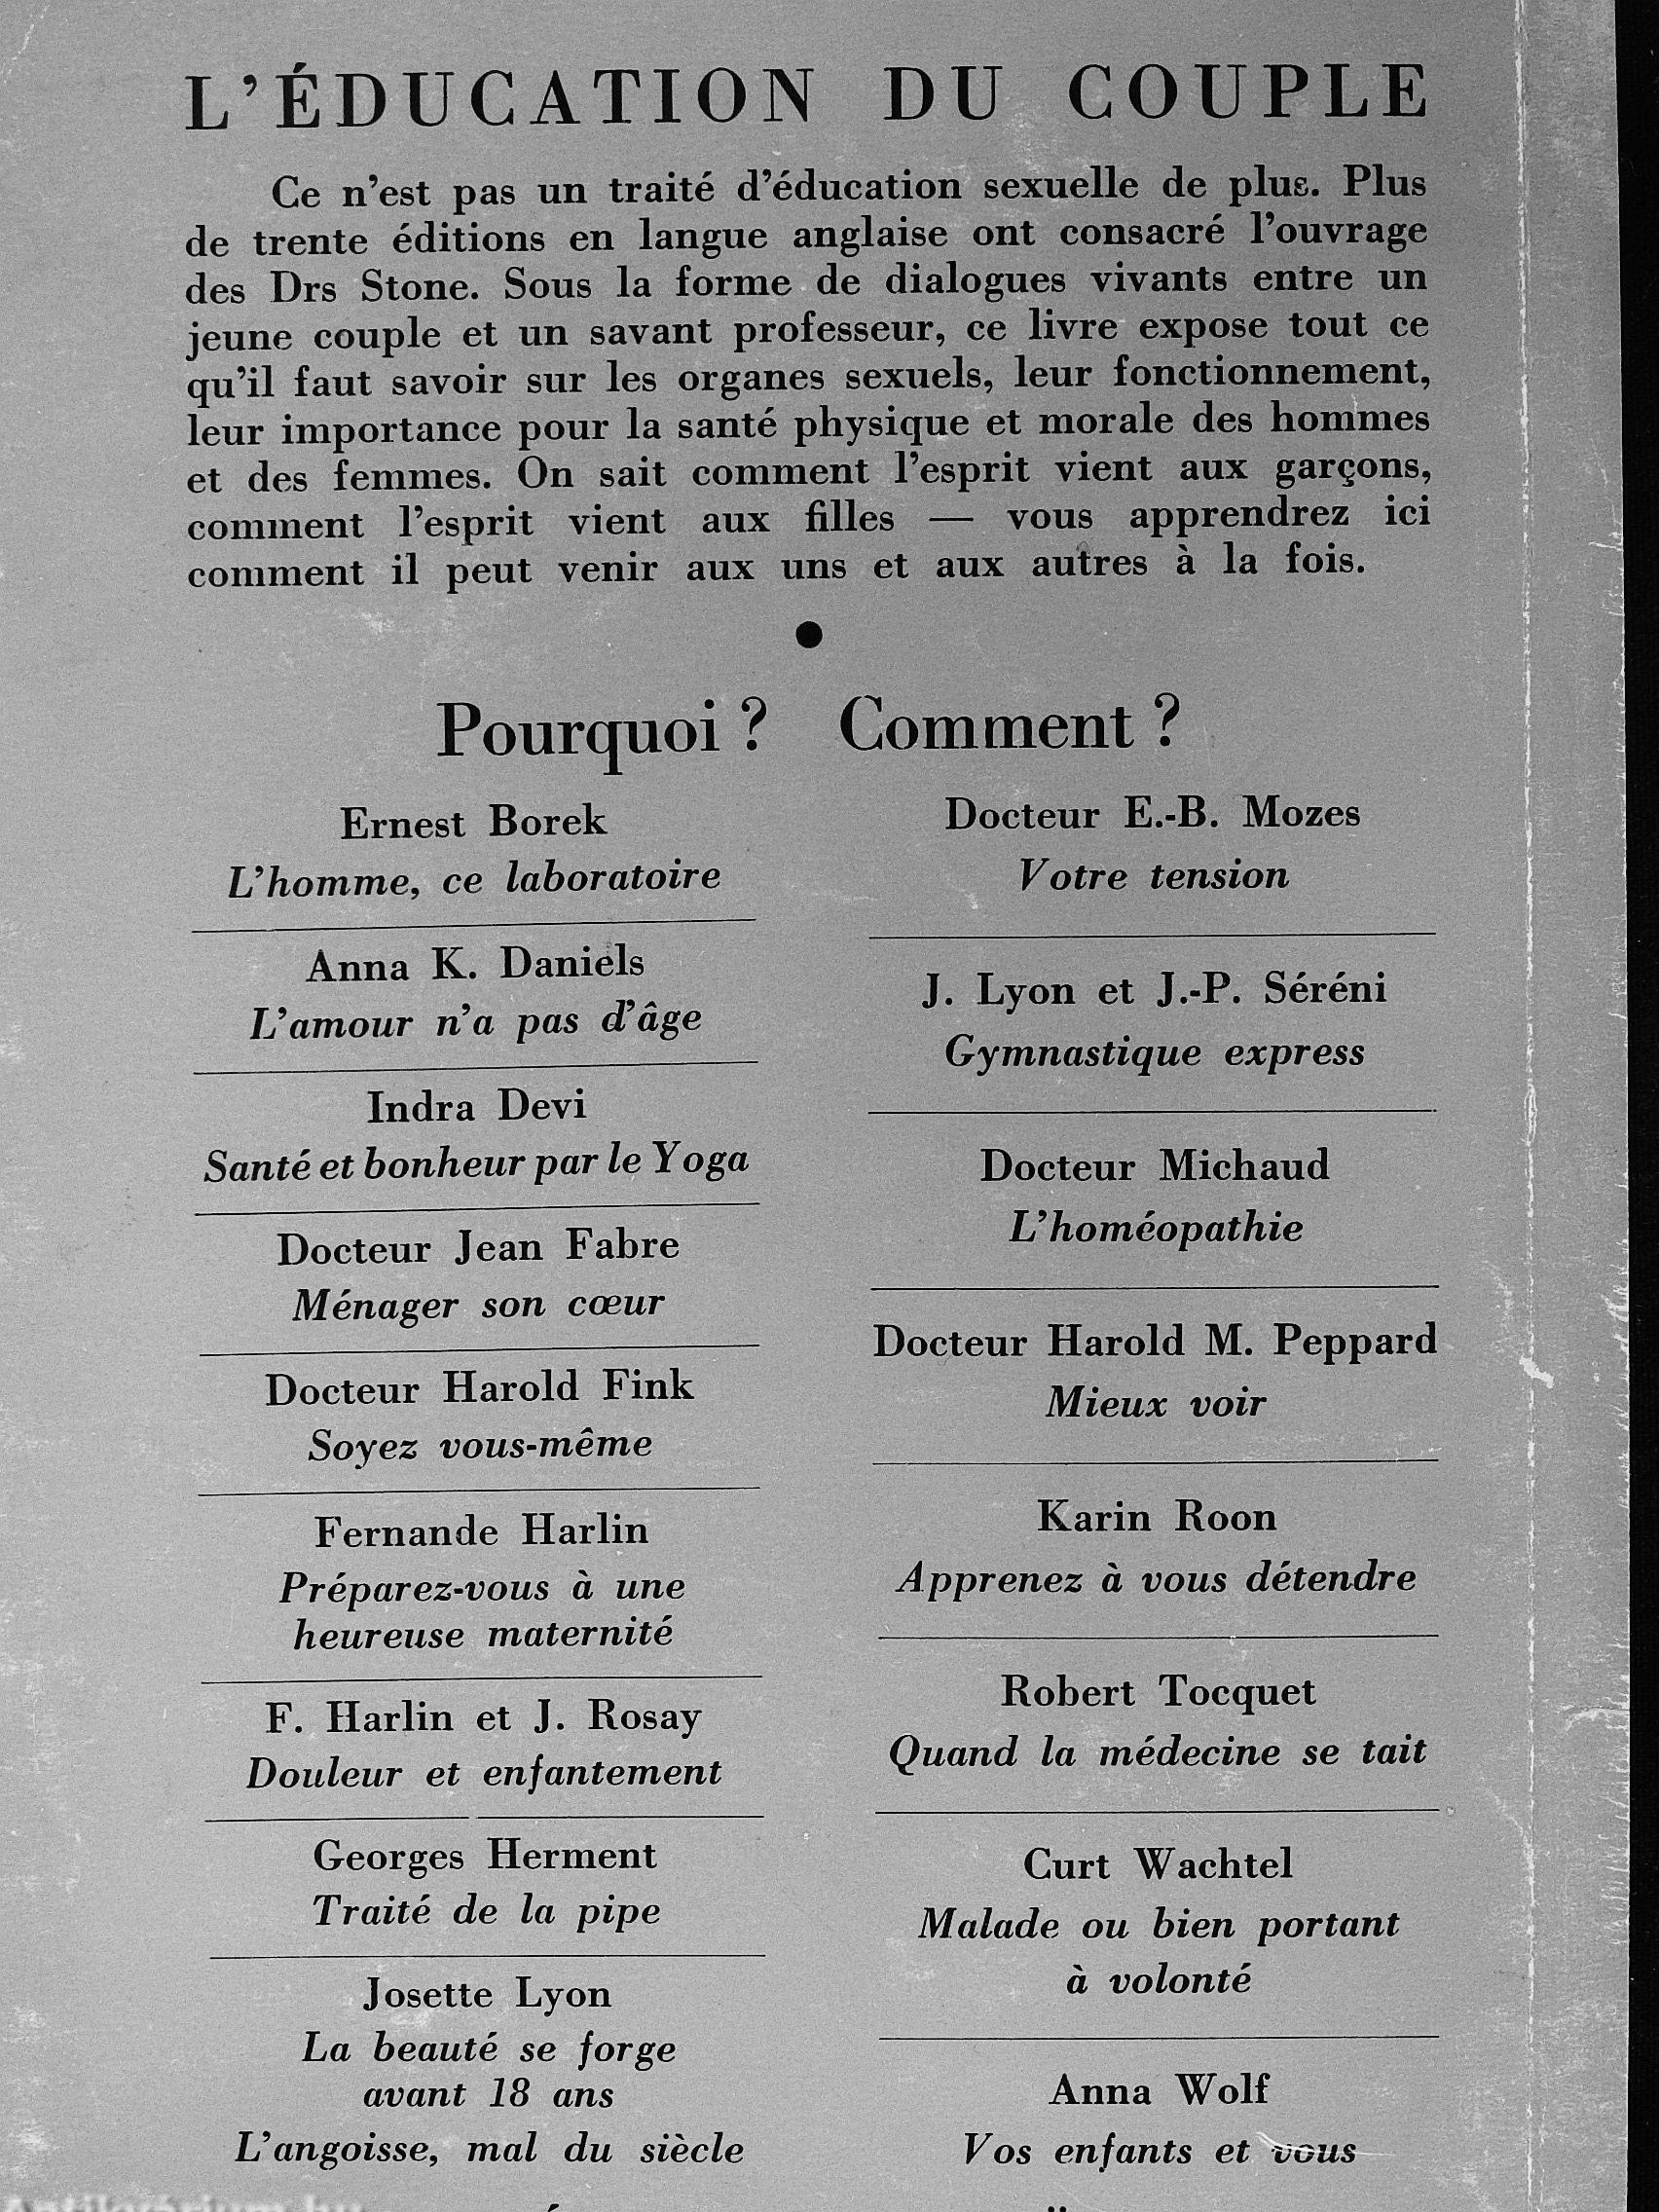 L'ÉDUCATION DU COUPLE
Ce n'est pas un traité d'éducation sexuelle de plus. Plus
de trente éditions en langue anglaise ont consacré l'ouvrage
des Drs Stone. Sous la forme de dialogues vivants entre un
jeune couple et un savant professeur, ce livre expose tout ce
qu'il faut savoir sur les organes sexuels, leur fonctionnement,
leur importance pour la santé physique et morale des hommes
et des femmes. On sait comment l'esprit vient aux garçons,
comment l'esprit vient aux filles — vous apprendrez ici
comment il peut venir aux uns et aux autres à la fois.
Pourquoi ? Comment ?
Ernest Borek
L'homme, ce laboratoire
Anna K. Daniels
L'amour n'a pas d'âge
Indra Devi
Santé et bonheur par le Yoga
Docteur Jean Fabre
Ménager son cœur
Docteur Harold Fink
Soyez vous-même
Fernande Harlin
Préparez-vous à une
heureuse maternité
F. Harlin et J. Rosay
Douleur et enfantement
Georges Herment
Traité de la pipe
Josette Lyon
La beauté se forge
avant 18 ans
L'angoisse, mal du siècle
Docteur E.-B. Mozes
Votre tension
J. Lyon et J.-P. Séréni
Gymnastique express
Docteur Michaud
L'homéopathie
Docteur Harold M. Peppard
Mieux voir
Karin Roon
Apprenez à vous détendre
Robert Tocquet
Quand la médecine se tait
Curt Wachtel
Malade ou bien portant
à volonté
Anna Wolf
Vos enfants et vous